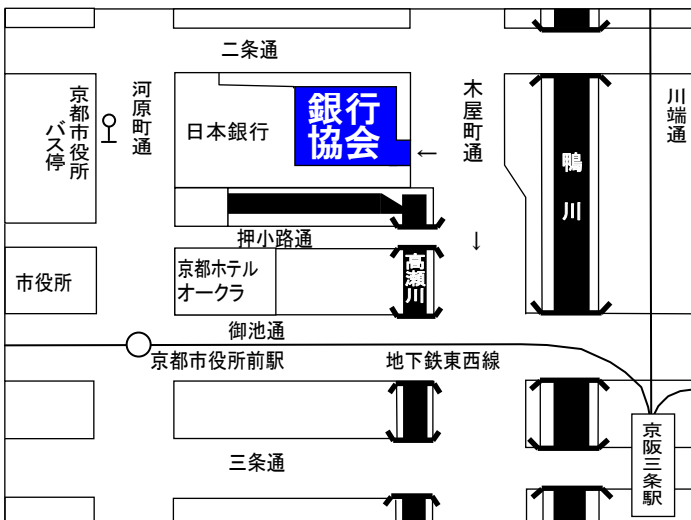 二条通
河原町通
京都市役所
バス停
日本銀行
銀行
協会
←
木屋町通
川端通
鴨川
押小路通
↓
市役所
京都ホテル
オークラ
高瀬川
御池通
京都市役所前駅
地下鉄東西線
三条通
京阪三条駅